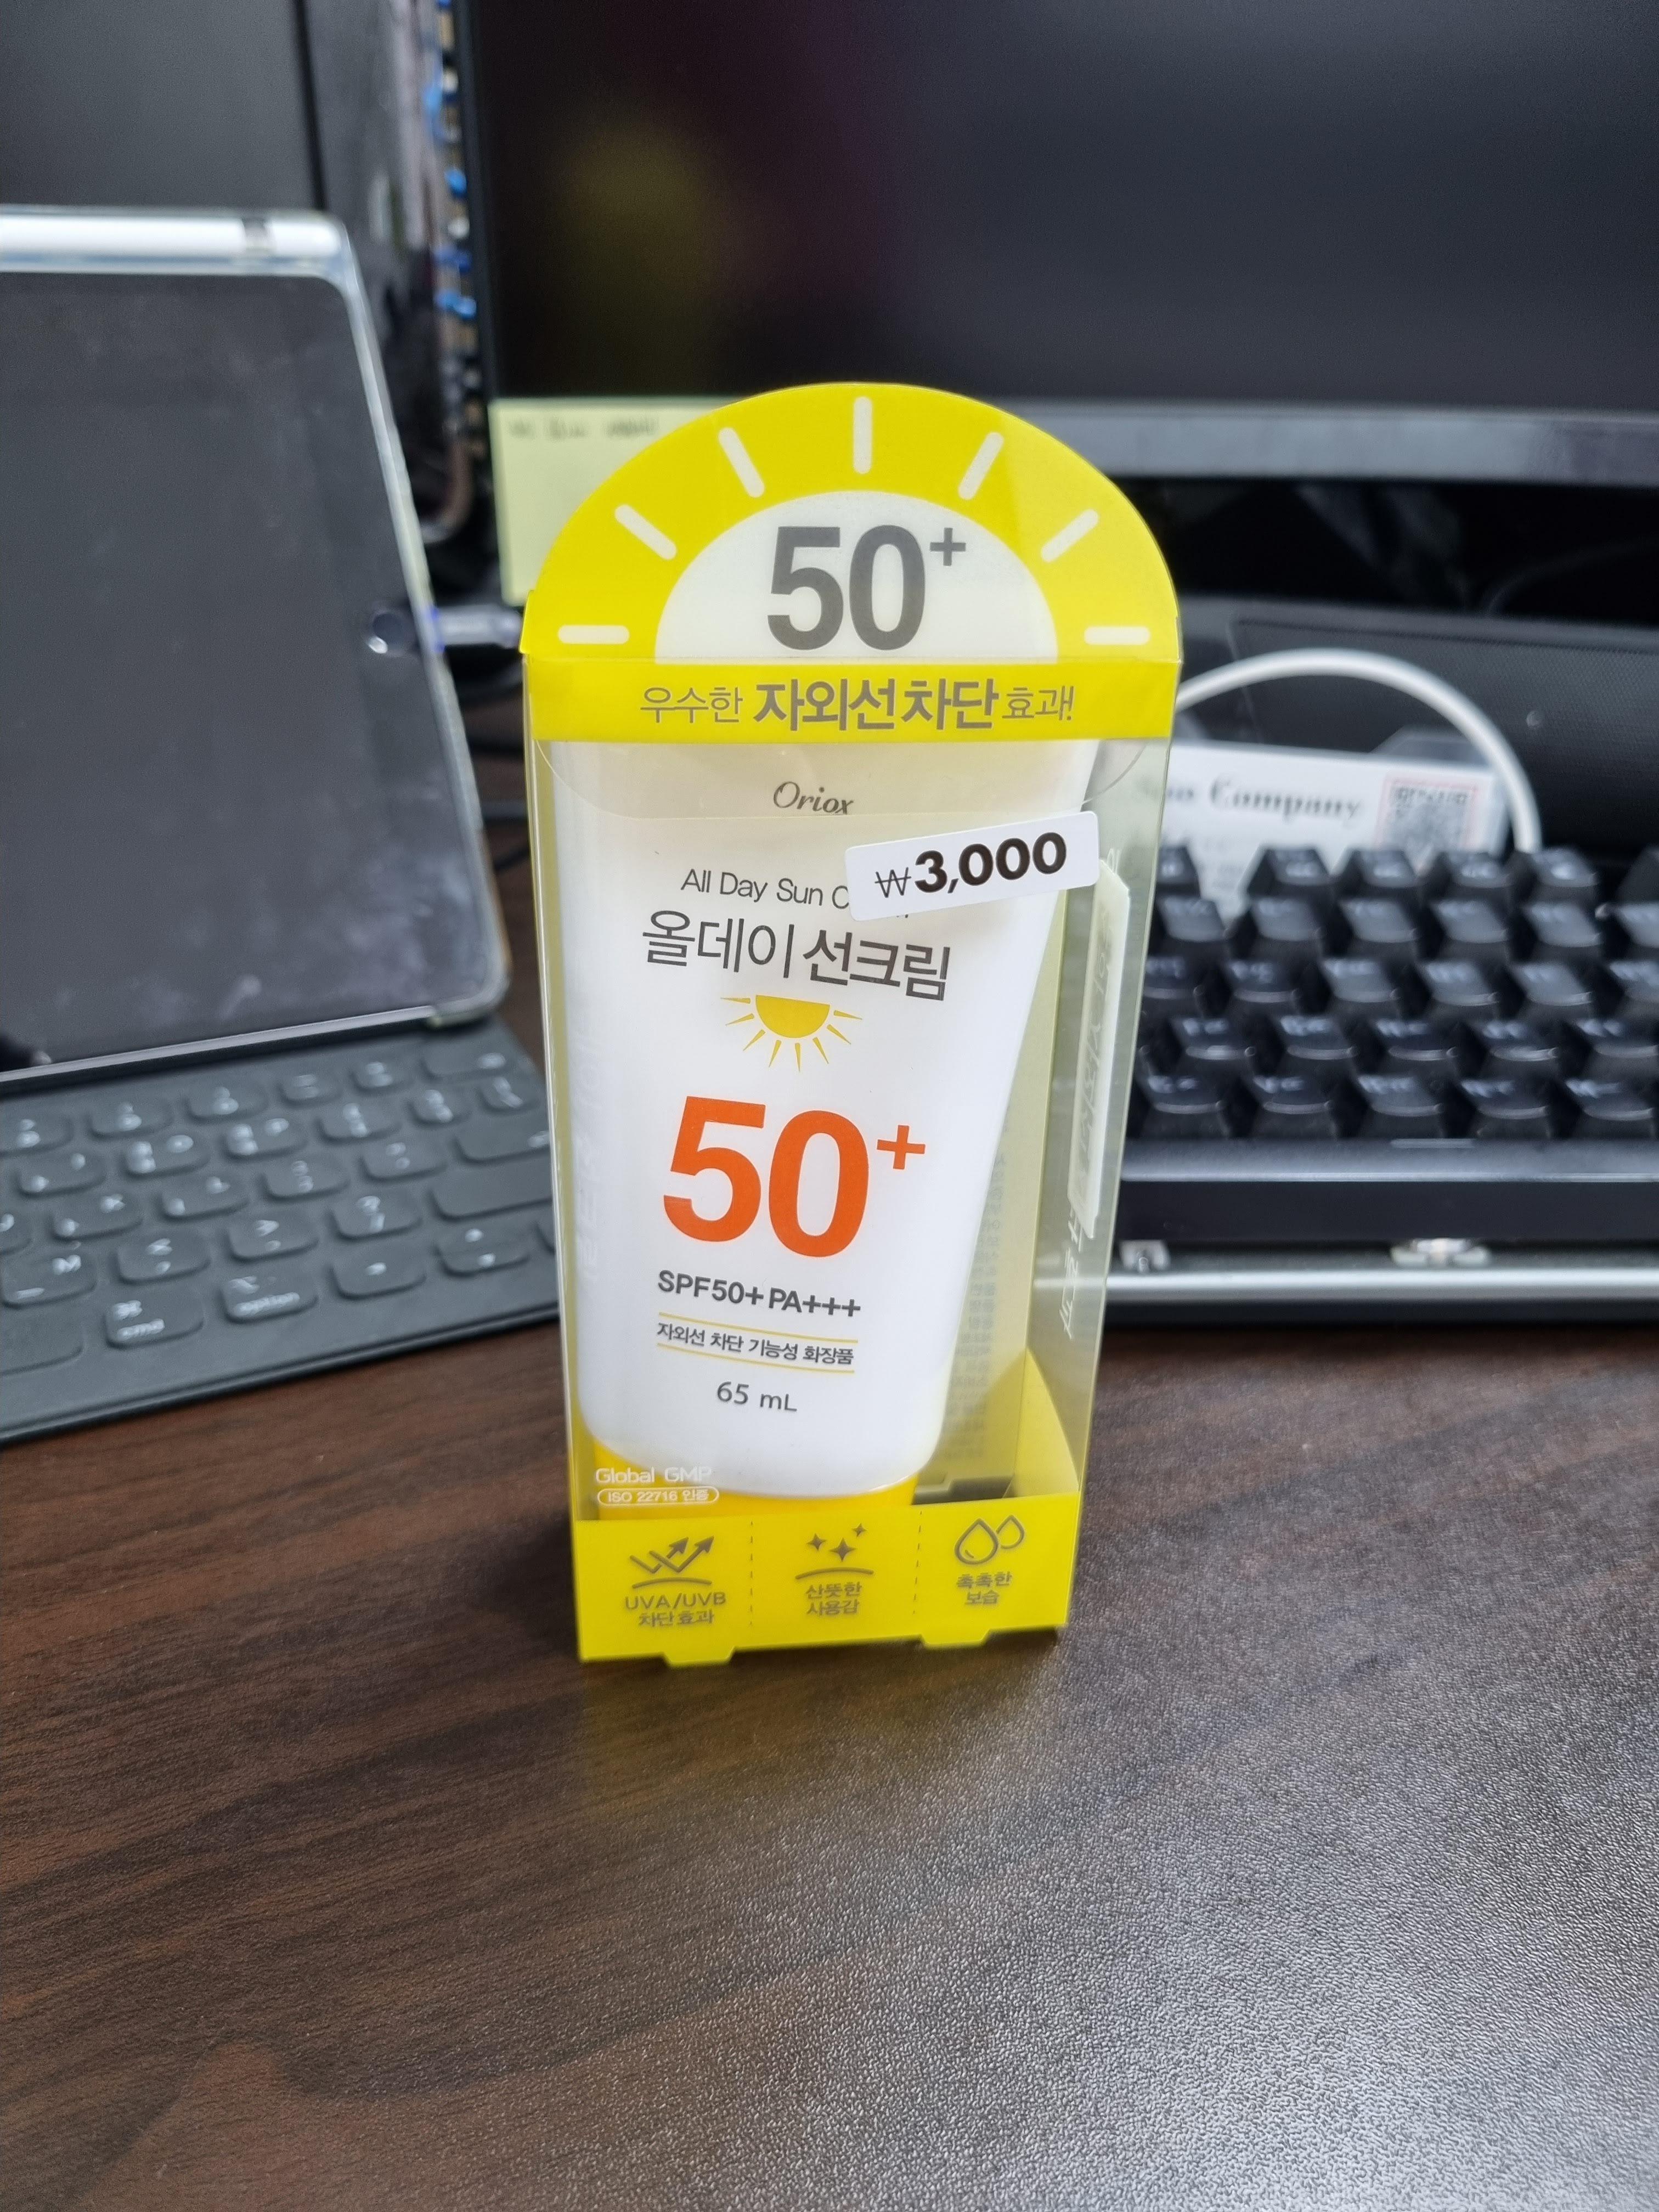 50+
우수한 자외선 차단 효과!
Oriox
₩3,000
All Day Sun
올데이 선크림
50+
SPF50+ PA+++
자외선 차단 기능성 화장품
65 mL
Global GMP
ISO 22716 인증
UVA/UVB
차단 효과
산뜻한
사용감
촉촉한
보습
Company
M
⌘
cmd
option